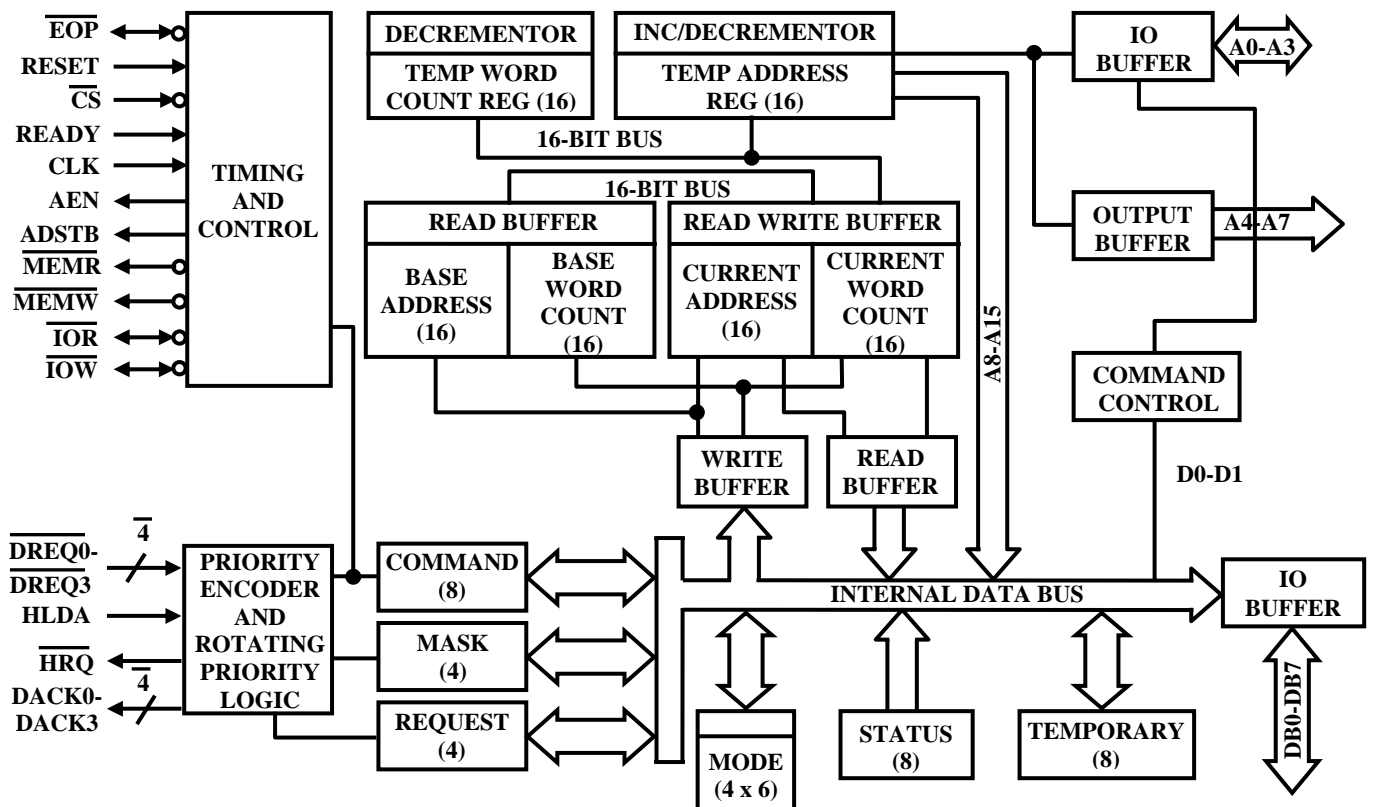 EOP
RESET
CS
READY
CLK
AEN
ADSTB
MEMR
MEMW
IOR
IOW
TIMING
AND
CONTROL
DECREMENTOR
TEMP WORD
COUNT REG (16)
INC/DECREMENTOR
TEMP ADDRESS
REG (16)
16-BIT BUS
16-BIT BUS
READ BUFFER
BASE
ADDRESS
(16)
BASE
WORD
COUNT
(16)
READ WRITE BUFFER
CURRENT
ADDRESS
(16)
CURRENT
WORD
COUNT
(16)
A8-A15
IO
BUFFER
A0-A3
OUTPUT
BUFFER
A4-A7
COMMAND
CONTROL
D0-D1
WRITE
BUFFER
READ
BUFFER
DREQ0-
DREQ3
4
HLDA
HRQ
DACK0-
DACK3
4
PRIORITY
ENCODER
AND
ROTATING
PRIORITY
LOGIC
COMMAND
(8)
MASK
(4)
REQUEST
(4)
INTERNAL DATA BUS
IO
BUFFER
DB0-DB7
MODE
(4 x 6)
STATUS
(8)
TEMPORARY
(8)